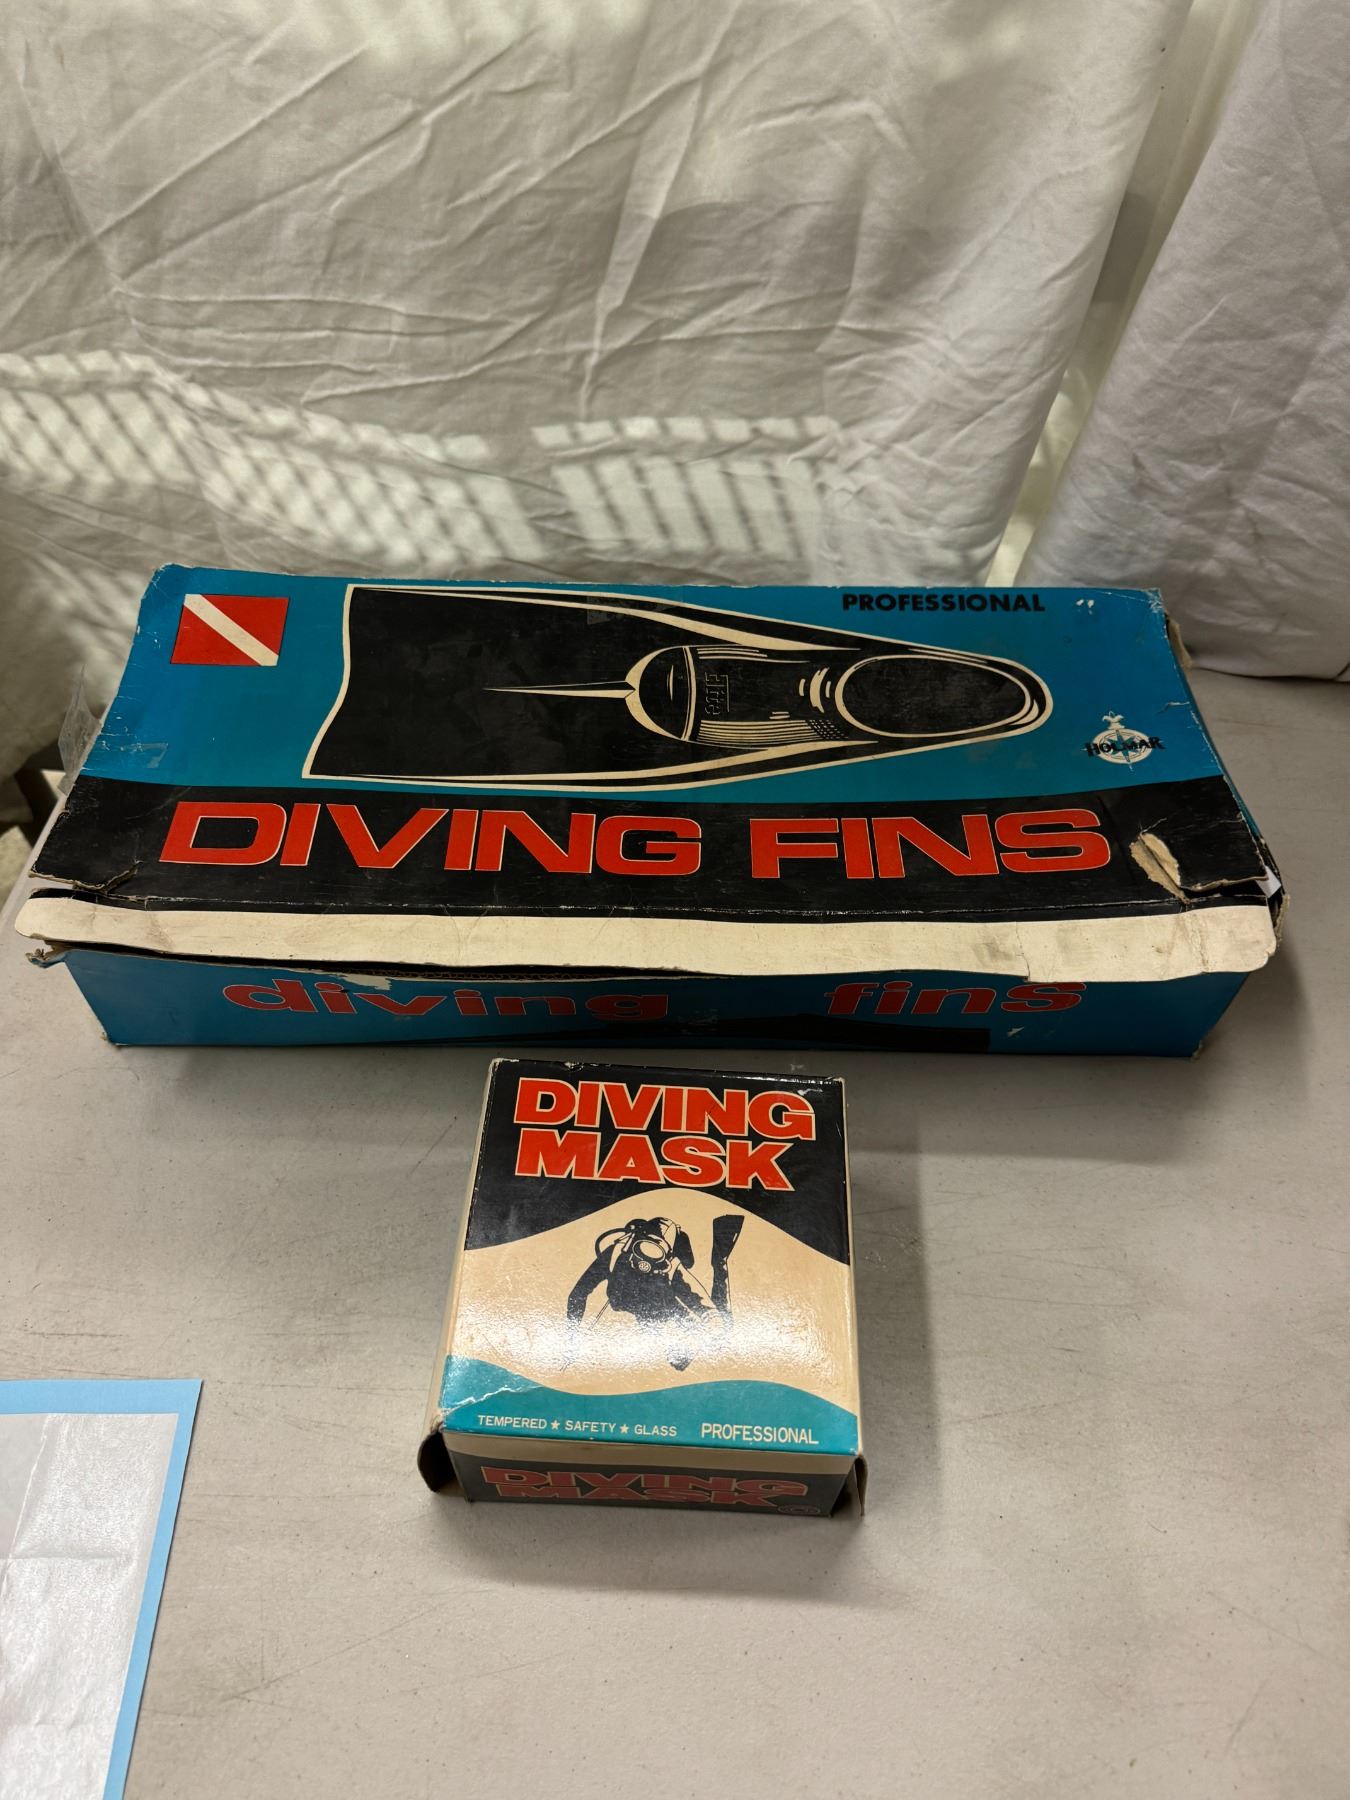 PROFESSIONAL
Elite
HOLMAR
DIVING FINS
diving fins
DIVING
MASK
TEMPERED ★ SAFETY ★ GLASS PROFESSIONAL
DIVING
MASK